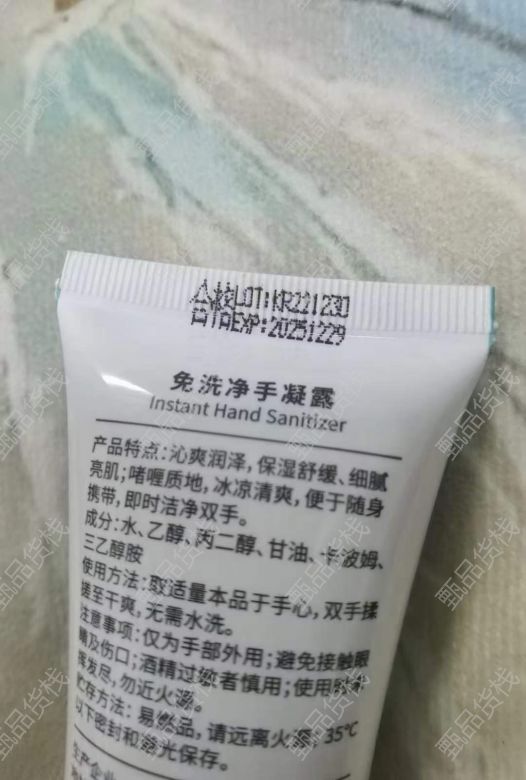 合格LOT:KR221230
EXP:20251229
免洗净手凝露
Instant Hand Sanitizer
产品特点:沁爽润泽,保湿舒缓、细腻
亮肌;啫喱质地,冰凉清爽,便于随身
携带,即时洁净双手。
成分:水、乙醇、丙二醇、甘油、卡波姆、
三乙醇胺
使用方法:取适量本品于手心,双手揉
搓至干爽,无需水洗。
注意事项:仅为手部外用;避免接触眼
睛及伤口;酒精过敏者慎用;使用时
挥发尽,勿近火源。
贮存方法:易燃品,请远离火源,35℃
以下密封和避光保存。
生产企业
甄品货栈